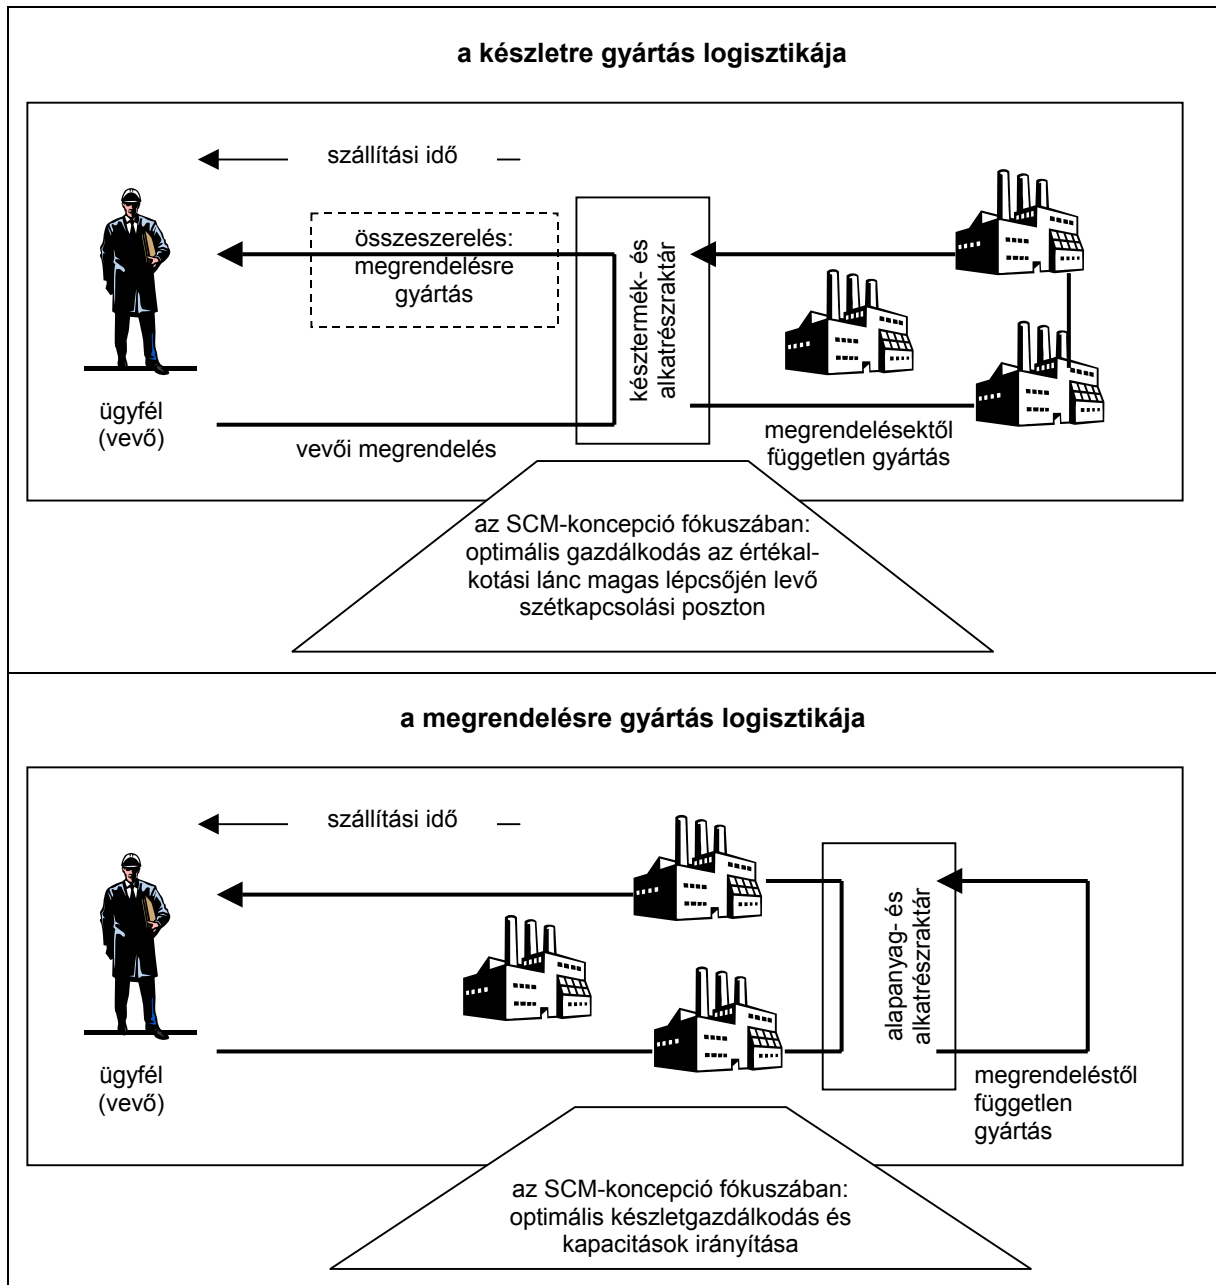 a készletre gyártás logisztikája
szállítási idő
összeszerelés:
megrendelésre
gyártás
késztermék- és
alkatrészraktár
ügyfél
(vevő)
vevői megrendelés
megrendelésektől
független gyártás
az SCM-koncepció fókuszában:
optimális gazdálkodás az értékal-
kotási lánc magas lépcsőjén levő
szétkapcsolási poszton
a megrendelésre gyártás logisztikája
szállítási idő
alapanyag- és
alkatrészraktár
ügyfél
(vevő)
megrendeléstől
független
gyártás
az SCM-koncepció fókuszában:
optimális készletgazdálkodás és
kapacitások irányítása